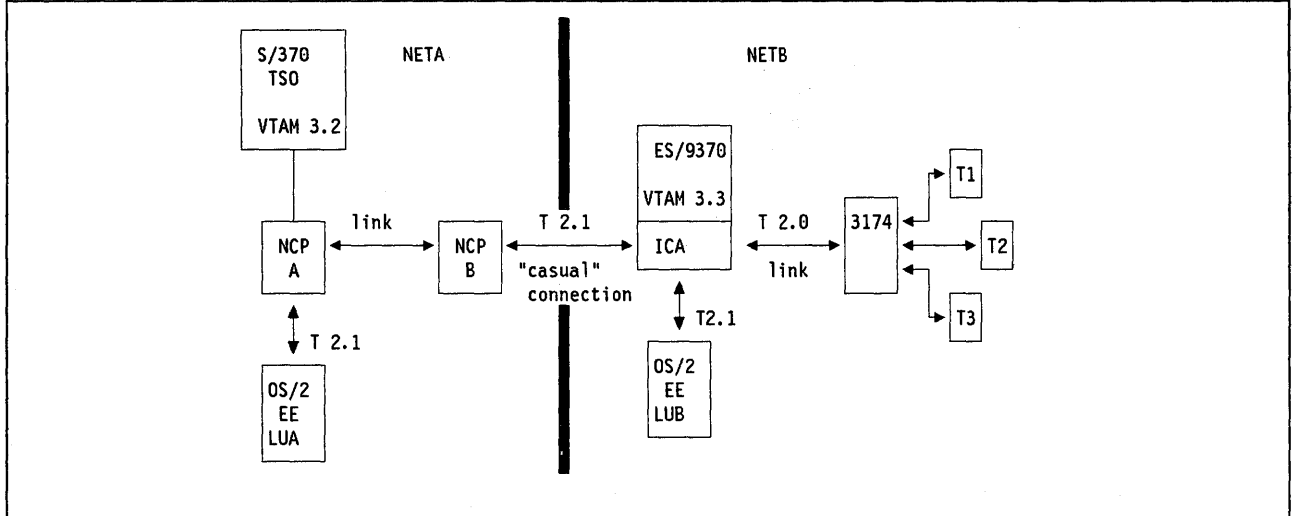 S/370
TSO
VTAM 3.2
NETA
NETB
ES/9370
VTAM 3.3
ICA
NCP
A
link
NCP
B
T 2.1
"casual"
connection
T 2.0
link
3174
T1
T2
T3
T 2.1
OS/2
EE
LUA
T2.1
OS/2
EE
LUB